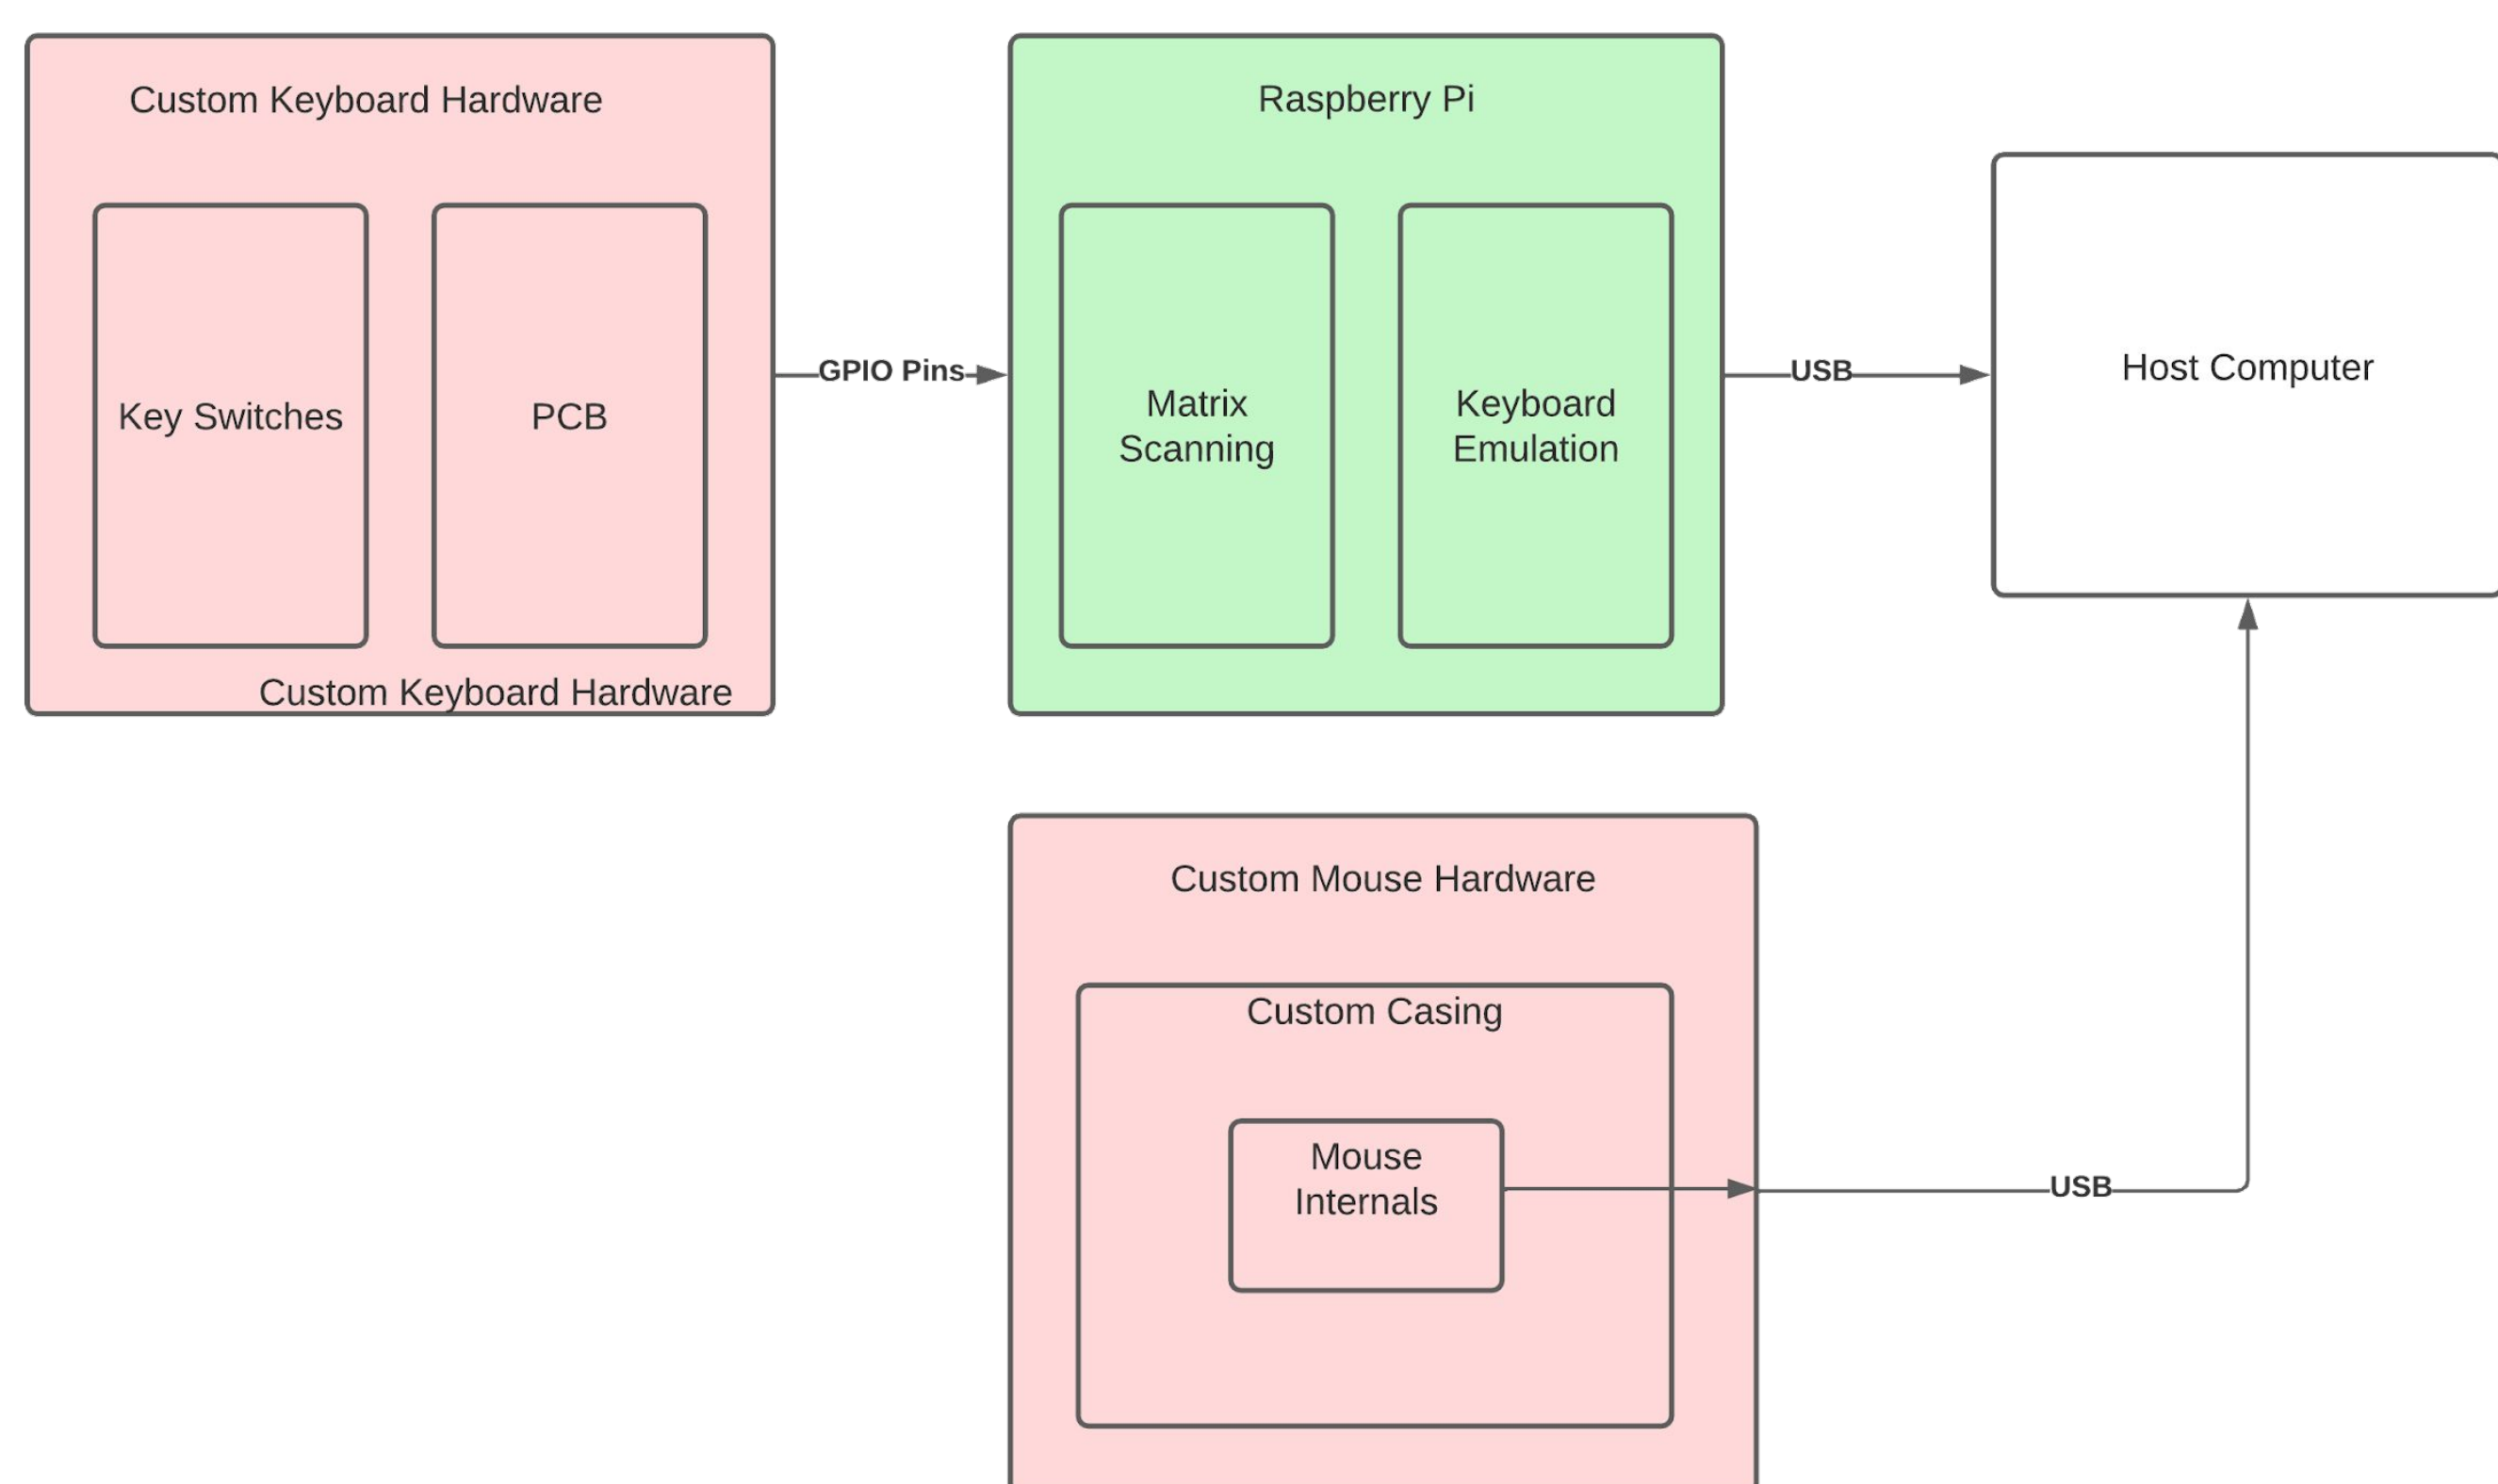 Custom Keyboard Hardware
Key Switches
PCB
Custom Keyboard Hardware
GPIO Pins
Raspberry Pi
Matrix
Scanning
Keyboard
Emulation
USB
Host Computer
Custom Mouse Hardware
Custom Casing
Mouse
Internals
USB